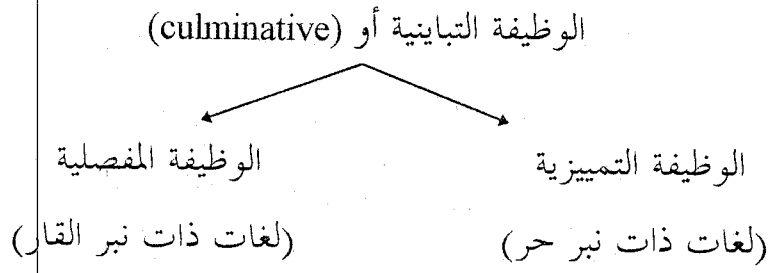 الوظيفة التباينية أو (culminative)
الوظيفة التمييزية
الوظيفة المفصلية
(لغات ذات نبر حر)
(لغات ذات نبر القار)